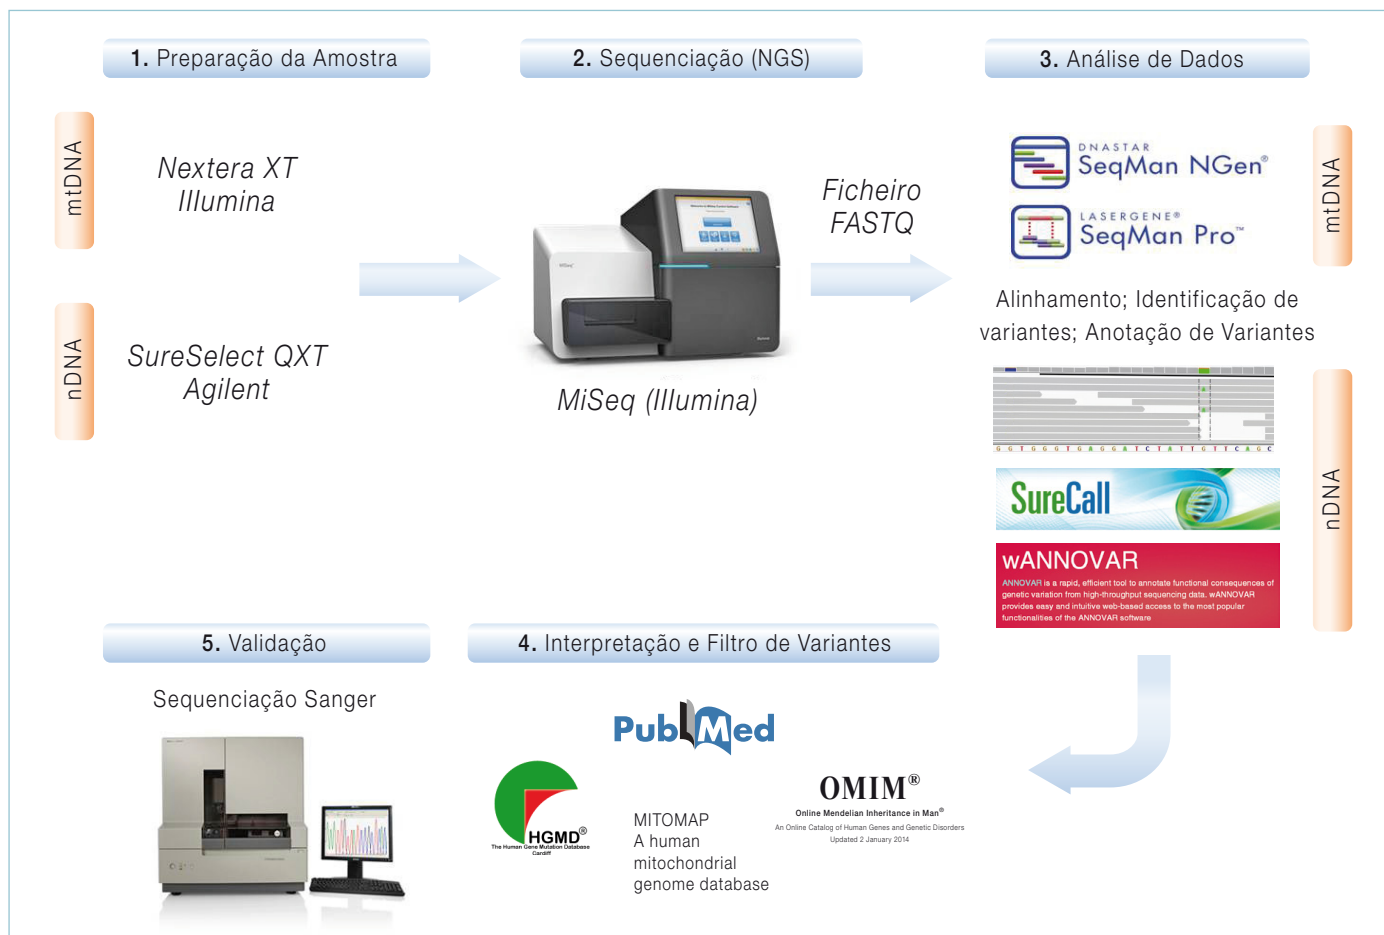 1. Preparação da Amostra
mtDNA
Nextera XT
Illumina
nDNA
SureSelect QXT
Agilent
2. Sequenciação (NGS)
MiSeq (Illumina)
Ficheiro
FASTQ
3. Análise de Dados
mtDNA
DNASTAR
SeqMan NGen®
LASERGENE®
SeqMan Pro™
Alinhamento; Identificação de
variantes; Anotação de Variantes
nDNA
G G T G G G T G A G G A T C T A T T G T T C A G C
SureCall
wANNOVAR
ANNOVAR is a rapid, efficient tool to annotate functional consequences of
genetic variation from high-throughput sequencing data. wANNOVAR
provides easy and intuitive web-based access to the most popular
functionalities of the ANNOVAR software
4. Interpretação e Filtro de Variantes
PubMed
HGMD®
The Human Gene Mutation Database
Cardiff
MITOMAP
A human
mitochondrial
genome database
OMIM®
Online Mendelian Inheritance in Man®
An Online Catalog of Human Genes and Genetic Disorders
Updated 2 January 2014
5. Validação
Sequenciação Sanger